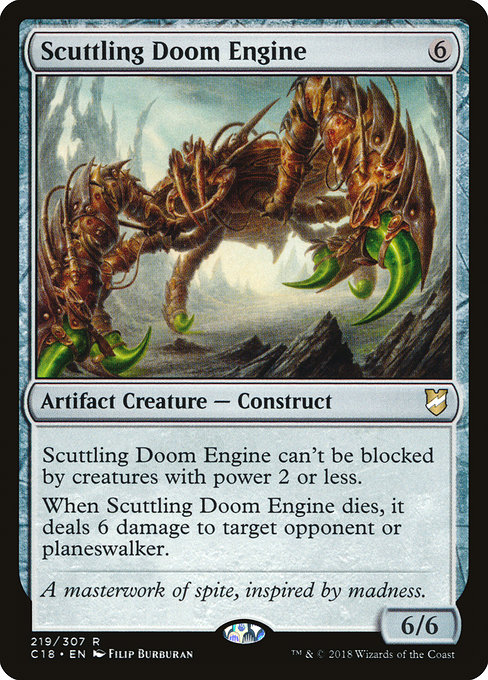 Scuttling Doom Engine 6
Artifact Creature — Construct
Scuttling Doom Engine can't be blocked
by creatures with power 2 or less.
When Scuttling Doom Engine dies, it
deals 6 damage to target opponent or
planeswalker.
A masterwork of spite, inspired by madness.
6/6
219/307 R
C18 • EN Filip Burburan
™ & © 2018 Wizards of the Coast